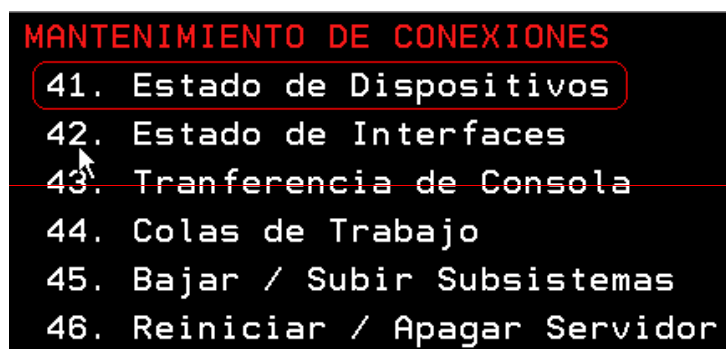 MANTENIMIENTO DE CONEXIONES
41. Estado de Dispositivos
42. Estado de Interfaces
43. Tranferencia de Consola
44. Colas de Trabajo
45. Bajar / Subir Subsistemas
46. Reiniciar / Apagar Servidor